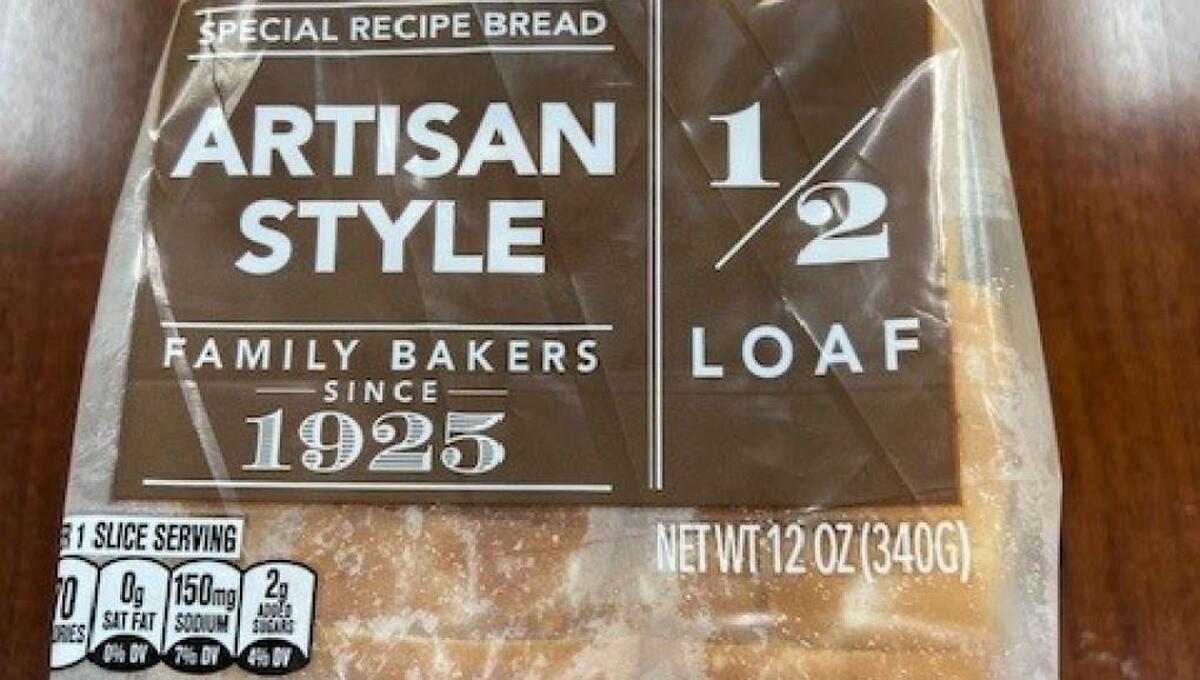 SPECIAL RECIPE BREAD
ARTISAN
STYLE
FAMILY BAKERS
SINCE
1925
1/2
LOAF
NET WT 12 OZ (340G)
1 SLICE SERVING
0g
SAT FAT
0% DV
150mg
SODIUM
7% DV
2g
ADDED
SUGARS
4% DV